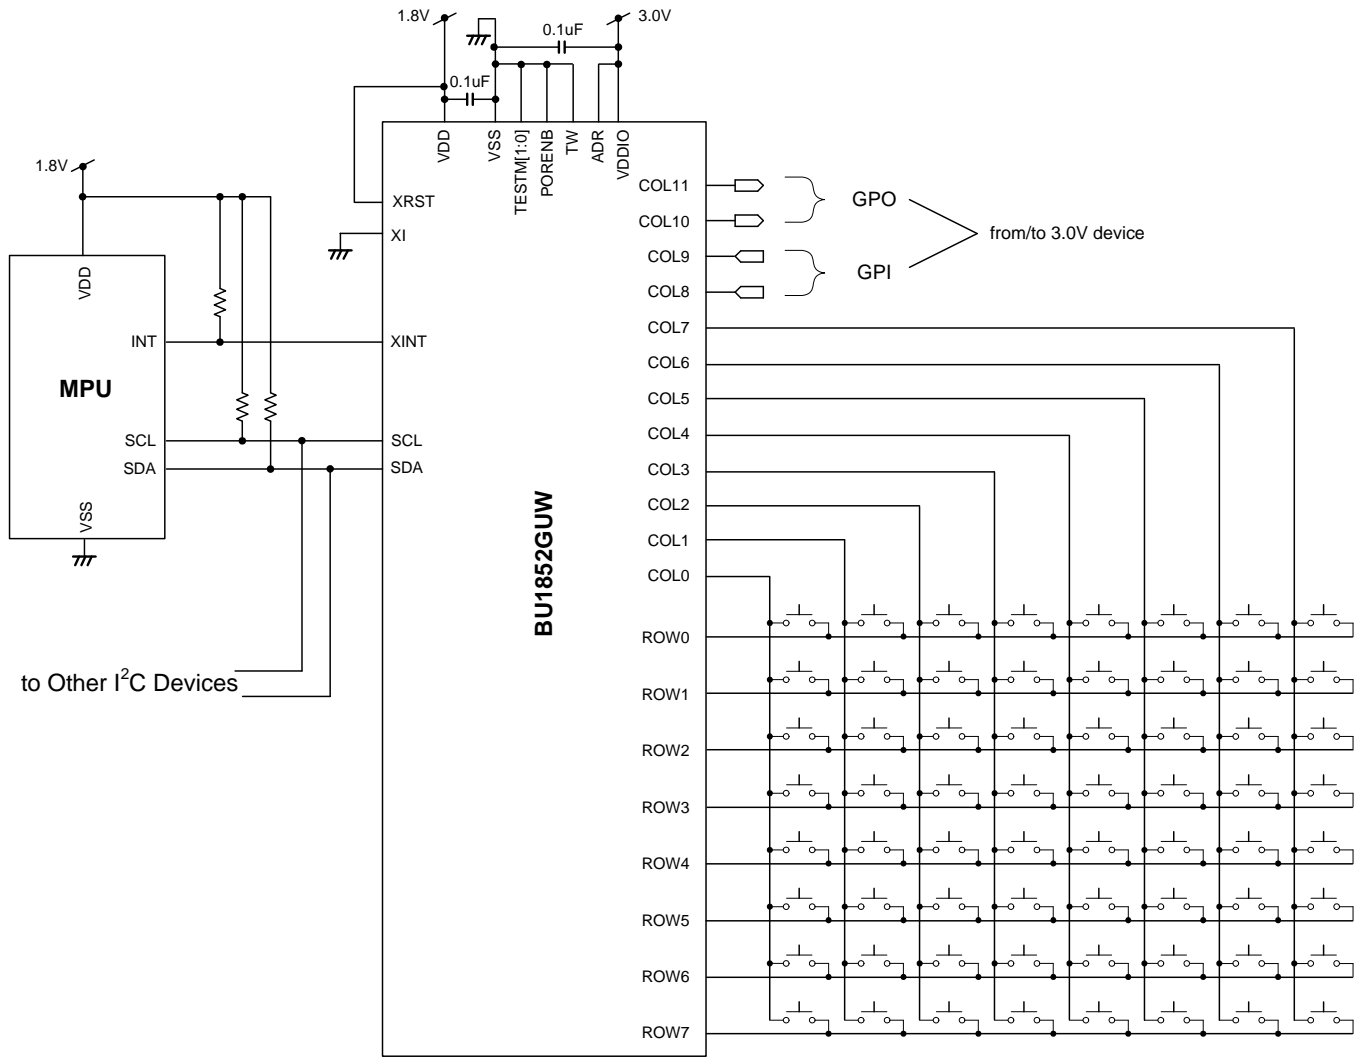 1.8V
3.0V
0.1uF
0.1uF
VDD
VSS
TESTM[1:0]
PORENB
TW
ADR
VDDIO
1.8V
XRST
XI
VDD
INT
XINT
MPU
SCL
SCL
SDA
SDA
VSS
to Other I²C Devices
BU1852GUW
COL11
COL10
GPO
COL9
COL8
GPI
from/to 3.0V device
COL7
COL6
COL5
COL4
COL3
COL2
COL1
COL0
ROW0
ROW1
ROW2
ROW3
ROW4
ROW5
ROW6
ROW7